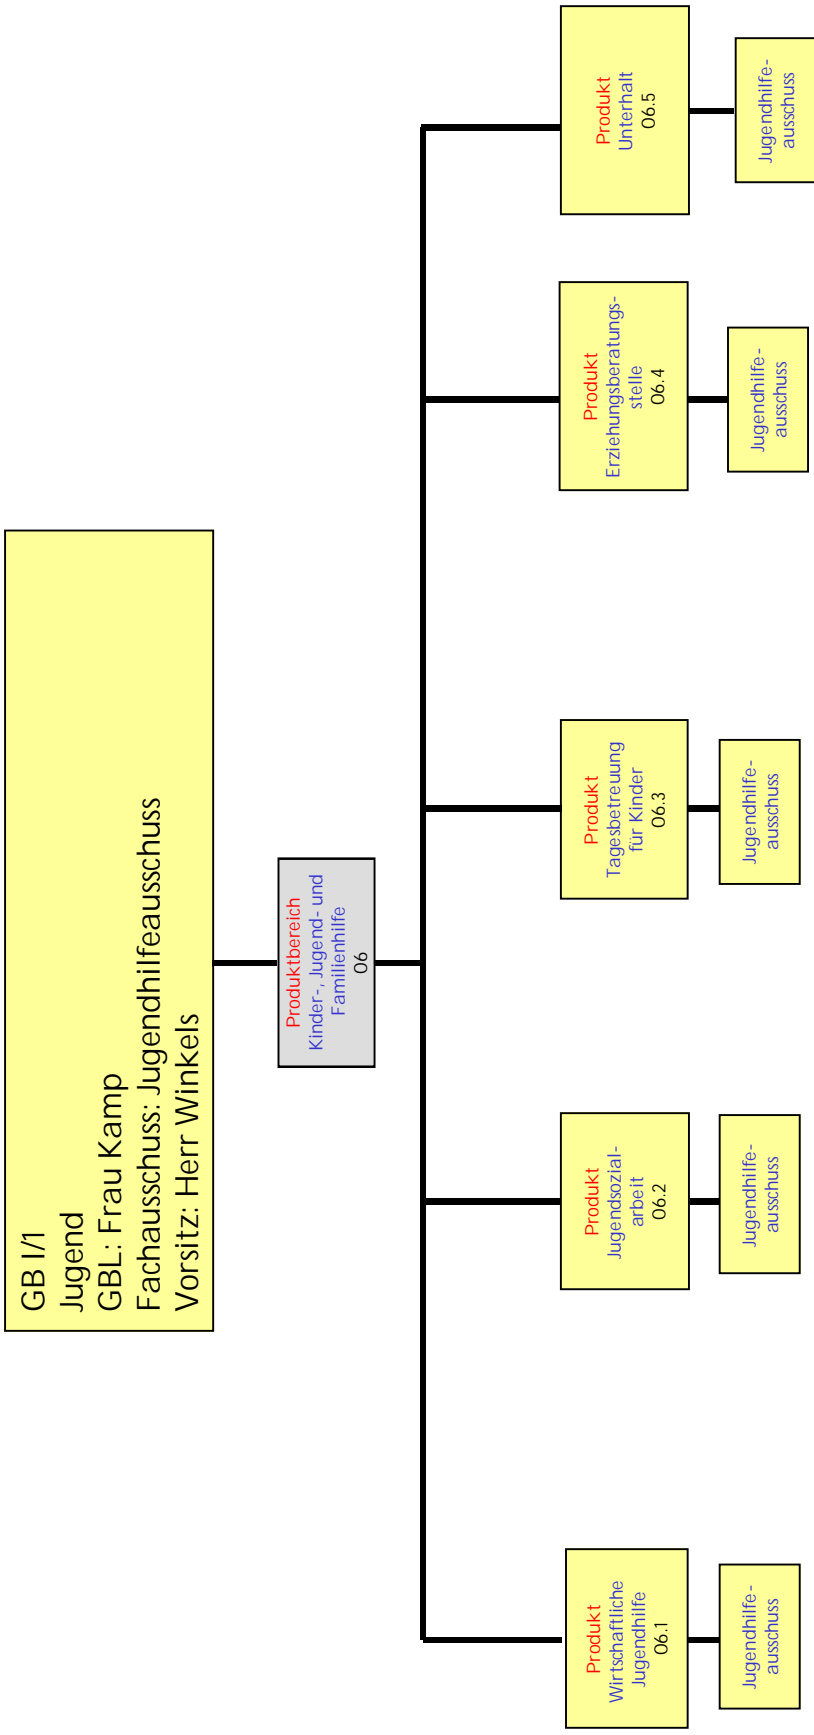 GB I/1
Jugend
GBL: Frau Kamp
Fachausschuss: Jugendhilfeausschuss
Vorsitz: Herr Winkels
Produktbereich
Kinder-, Jugend- und
Familienhilfe
06
Produkt
Wirtschaftliche
Jugendhilfe
06.1
Produkt
Jugendsozial-
arbeit
06.2
Produkt
Tagesbetreuung
für Kinder
06.3
Produkt
Erziehungsberatungs-
stelle
06.4
Produkt
Unterhalt
06.5
Jugendhilfe-
ausschuss
Jugendhilfe-
ausschuss
Jugendhilfe-
ausschuss
Jugendhilfe-
ausschuss
Jugendhilfe-
ausschuss